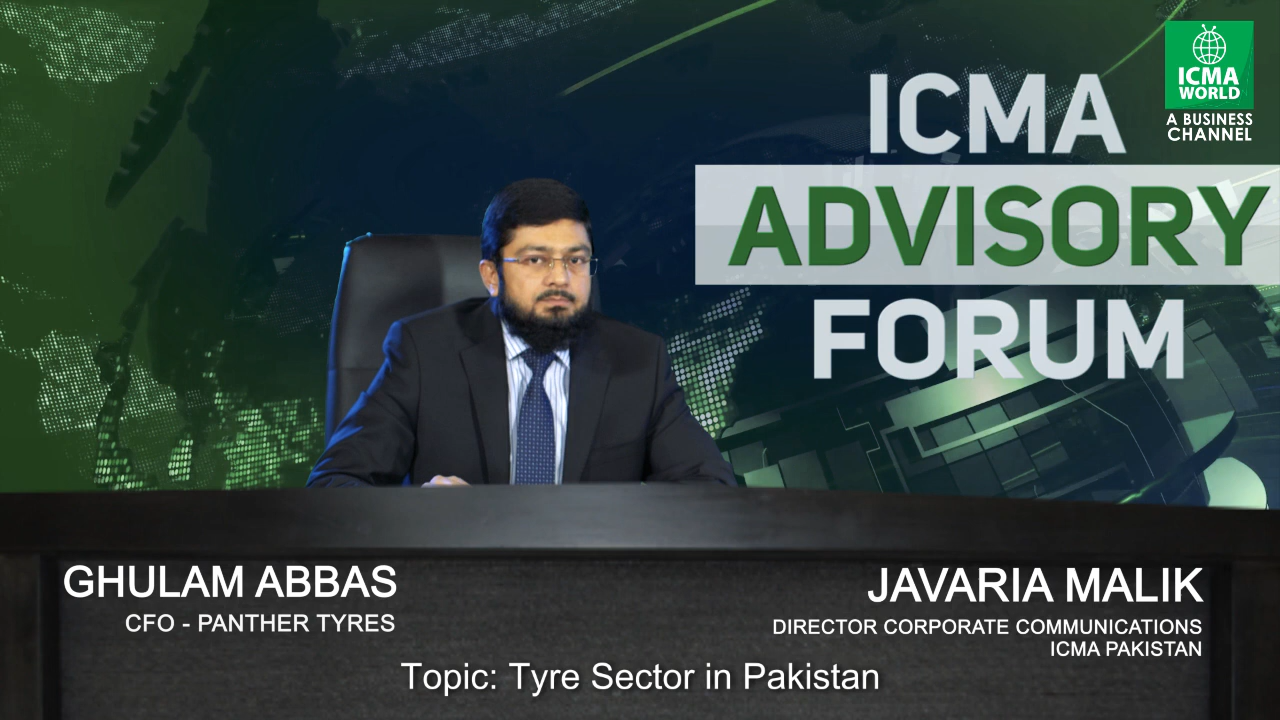 ICMA
WORLD
A BUSINESS
CHANNEL
ICMA
ADVISORY
FORUM
GHULAM ABBAS
CFO - PANTHER TYRES
JAVARIA MALIK
DIRECTOR CORPORATE COMMUNICATIONS
ICMA PAKISTAN
Topic: Tyre Sector in Pakistan